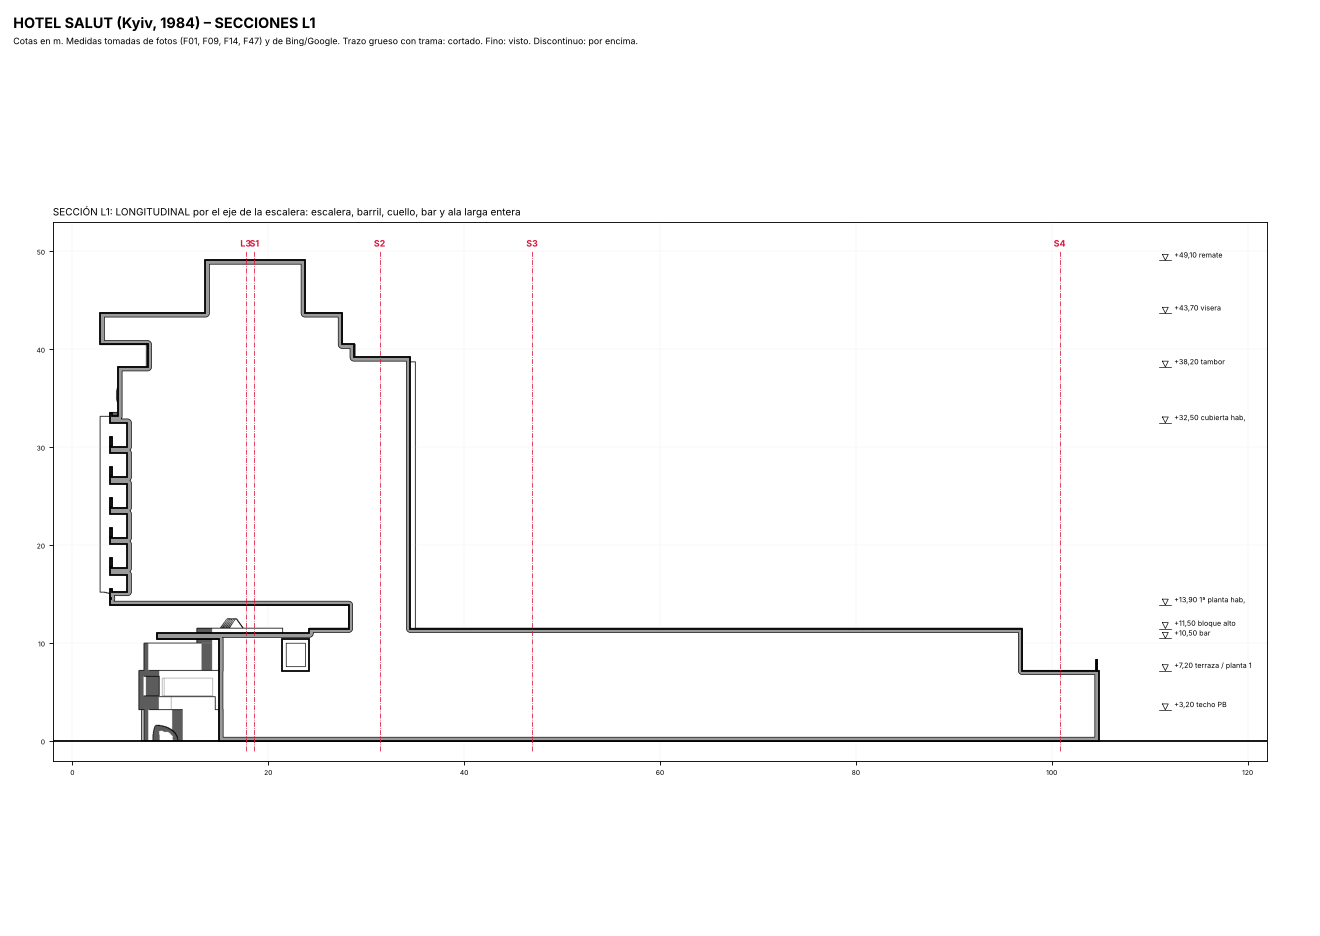 HOTEL SALUT (Kyiv, 1984) – SECCIONES L1
Cotas en m. Medidas tomadas de fotos (F01, F09, F14, F47) y de Bing/Google. Trazo grueso con trama: cortado. Fino: visto. Discontinuo: por encima.
SECCIÓN L1: LONGITUDINAL por el eje de la escalera: escalera, barril, cuello, bar y ala larga entera
L3 S1 S2 S3 S4
50
+49,10 remate
+43,70 visera
40
+38,20 tambor
+32,50 cubierta hab,
30
20
+13,90 1ª planta hab,
+11,50 bloque alto
+10,50 bar
10
+7,20 terraza / planta 1
+3,20 techo PB
0
0 20 40 60 80 100 120